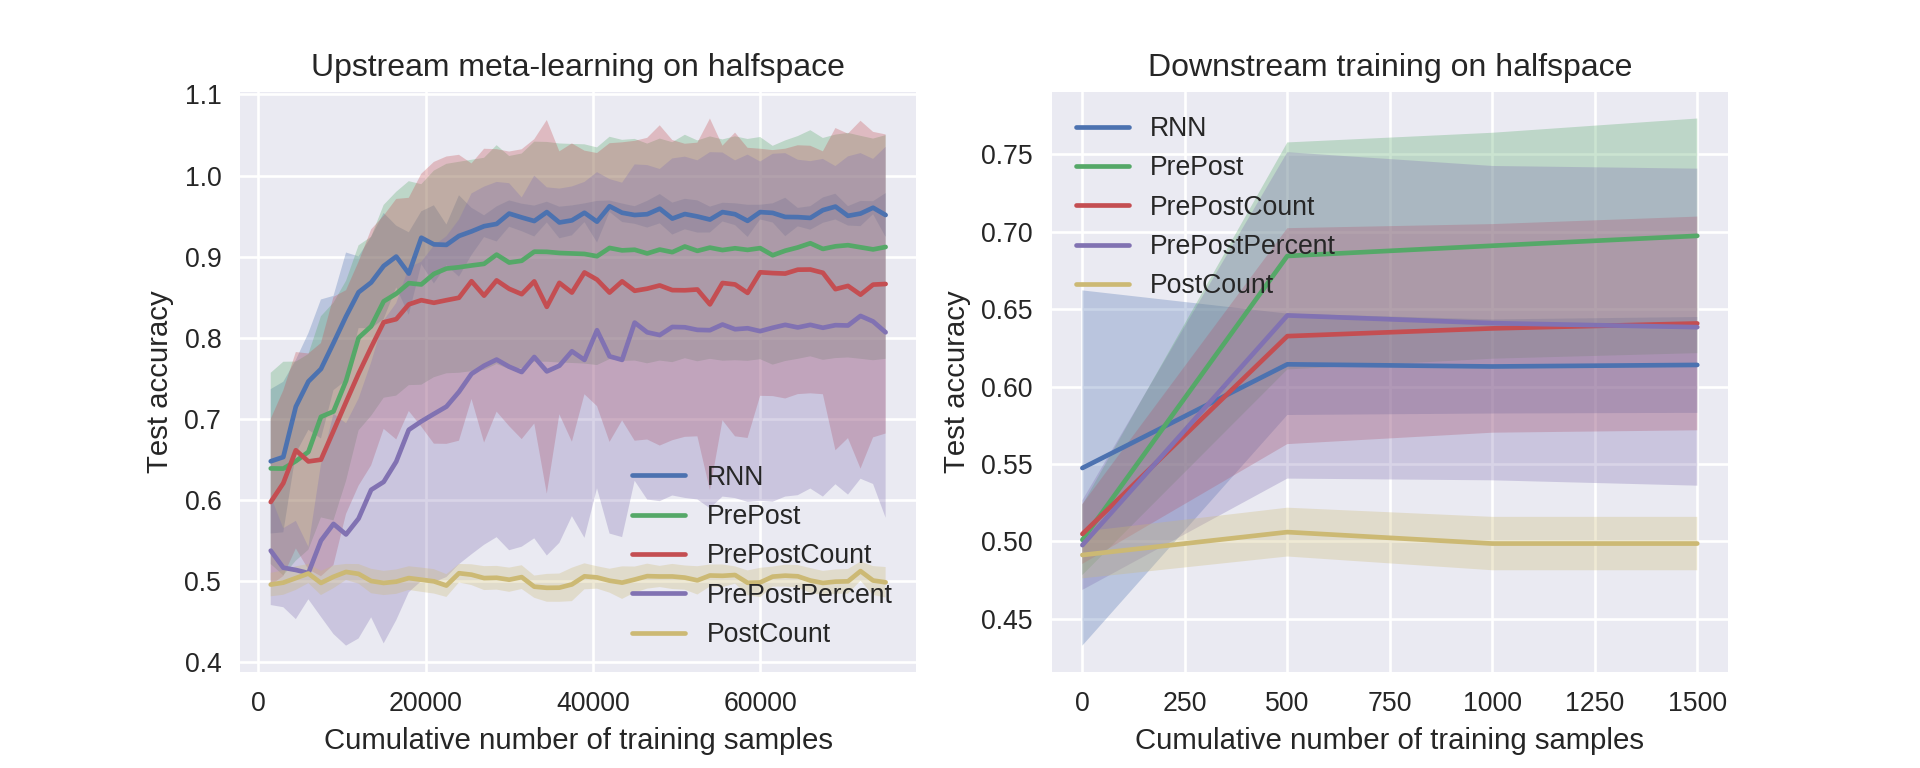 Upstream meta-learning on halfspace
1.1
1.0
0.9
0.8
0.7
0.6
0.5
0.4
Test accuracy
RNN
PrePost
PrePostCount
PrePostPercent
PostCount
0 20000 40000 60000
Cumulative number of training samples
Downstream training on halfspace
0.75
0.70
0.65
0.60
0.55
0.50
0.45
Test accuracy
RNN
PrePost
PrePostCount
PrePostPercent
PostCount
0 250 500 750 1000 1250 1500
Cumulative number of training samples